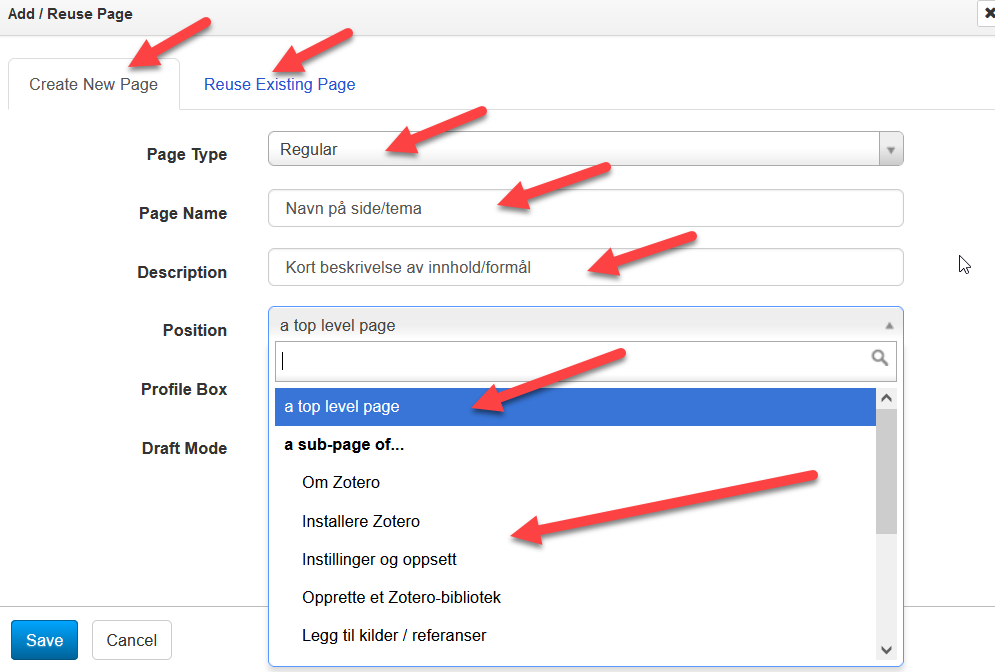 Add / Reuse Page
Create New Page
Reuse Existing Page
Page Type
Regular
Page Name
Navn på side/tema
Description
Kort beskrivelse av innhold/formål
Position
a top level page
Profile Box
a top level page
Draft Mode
a sub-page of...
Om Zotero
Installere Zotero
Instillinger og oppsett
Opprette et Zotero-bibliotek
Legg til kilder / referanser
Save
Cancel